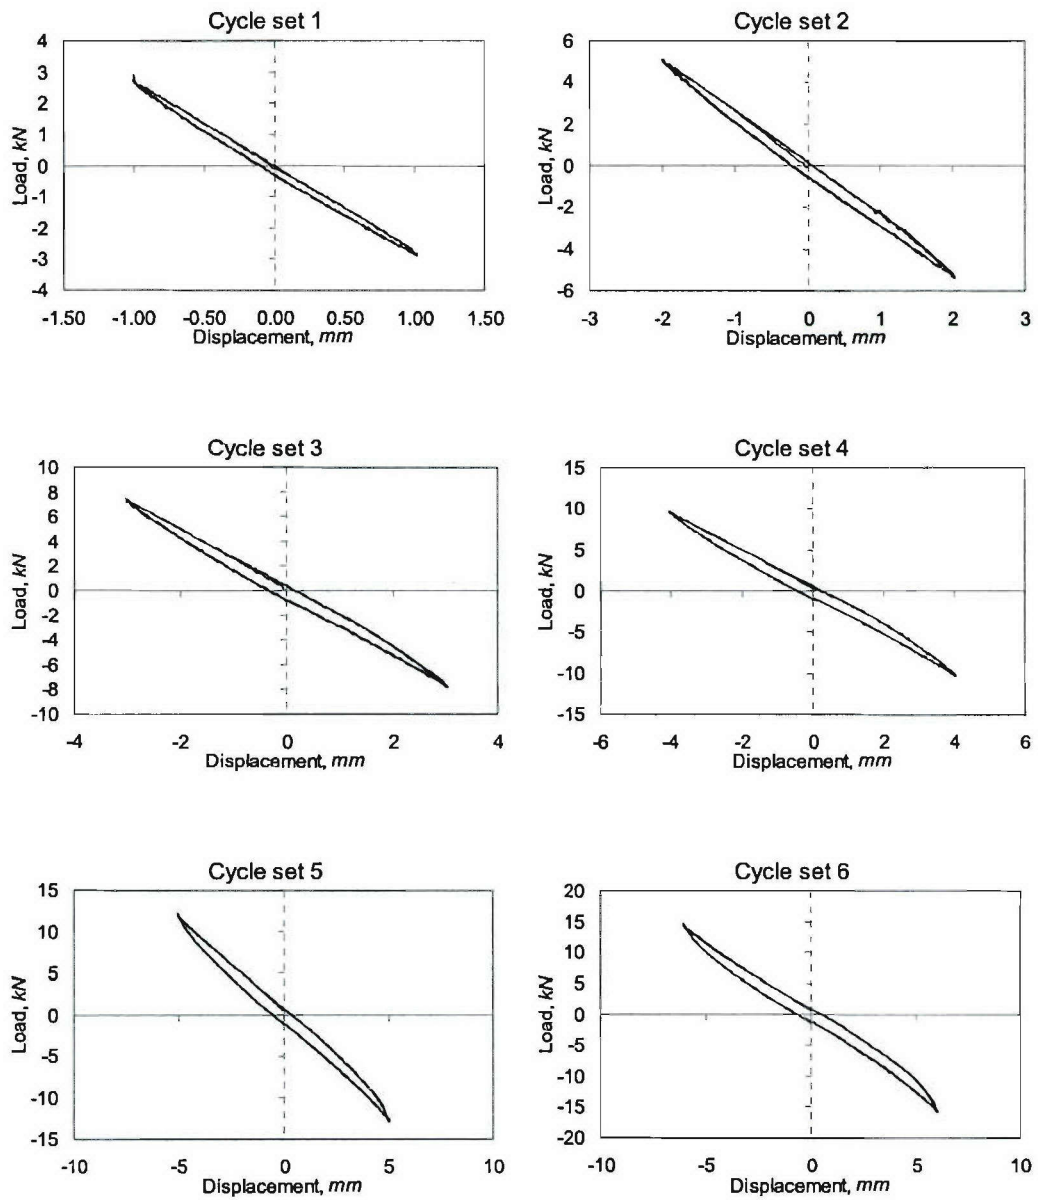 Cycle set 1
4
3
2
1
0
-1
-2
-3
-4
Load, kN
-1.50 -1.00 -0.50 0.00 0.50 1.00 1.50
Displacement, mm
Cycle set 2
6
4
2
0
-2
-4
-6
Load, kN
-3 -2 -1 0 1 2 3
Displacement, mm
Cycle set 3
10
8
6
4
2
0
-2
-4
-6
-8
-10
Load, kN
-4 -2 0 2 4
Displacement, mm
Cycle set 4
15
10
5
0
-5
-10
-15
Load, kN
-6 -4 -2 0 2 4 6
Displacement, mm
Cycle set 5
15
10
5
0
-5
-10
-15
Load, kN
-10 -5 0 5 10
Displacement, mm
Cycle set 6
20
15
10
5
0
-5
-10
-15
-20
Load, kN
-10 -5 0 5 10
Displacement, mm